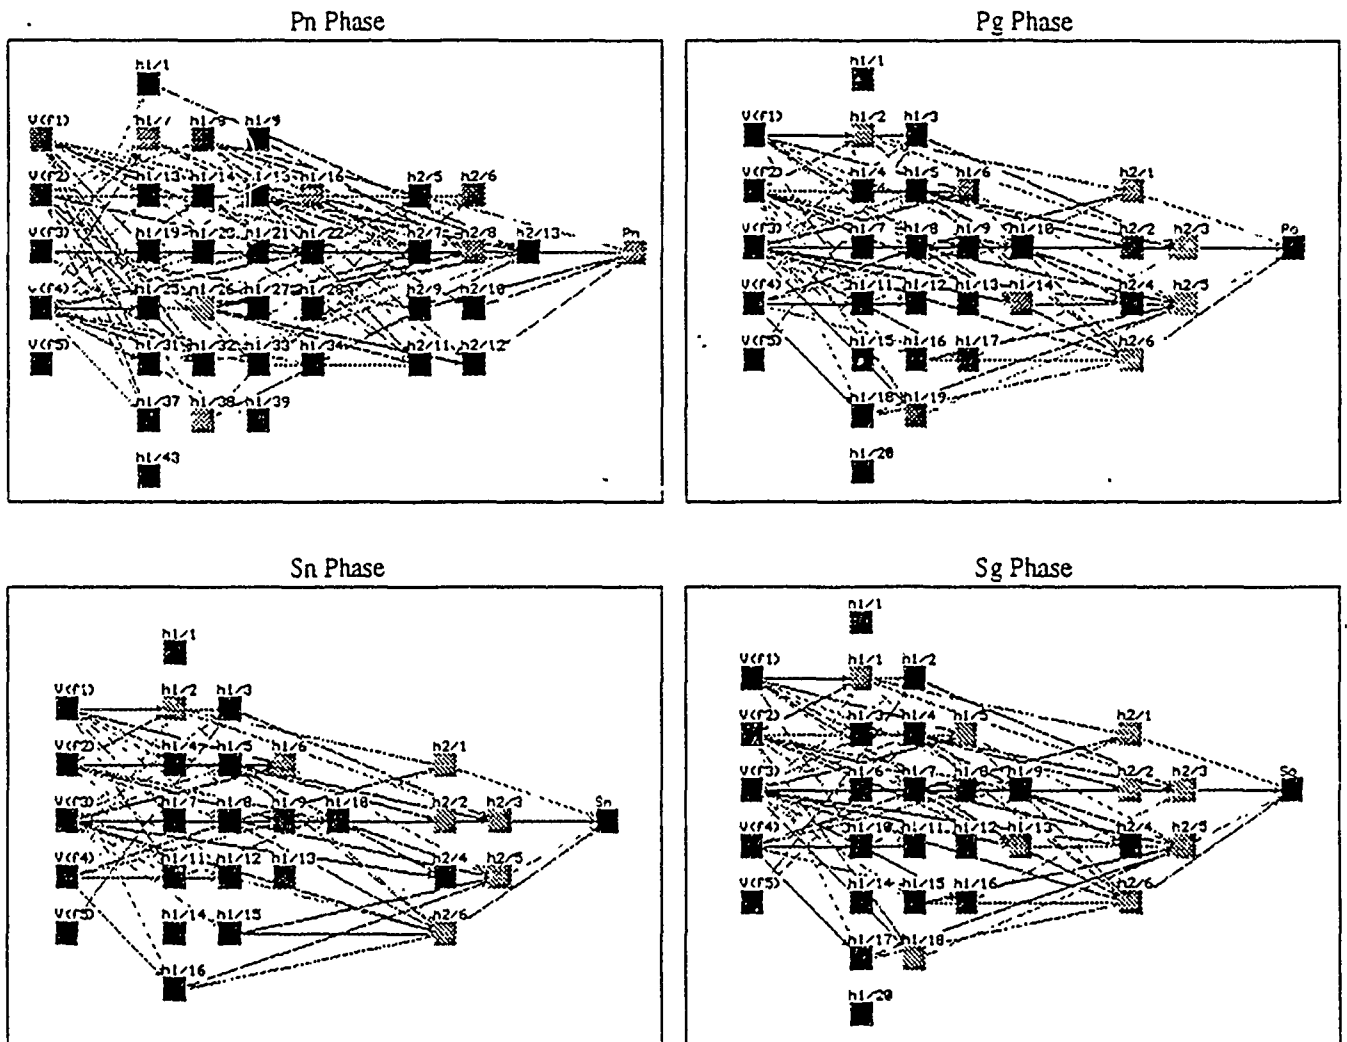 Pn Phase
h1/1
V(f1) h1/7 h1/8 h1/9
V(f2) h1/13 h1/14 h1/15 h1/16 h2/5 h2/6
V(f3) h1/19 h1/20 h1/21 h1/22 h2/7 h2/8 h2/13 Pn
V(f4) h1/25 h1/26 h1/27 h1/28 h2/9 h2/10
V(f5) h1/31 h1/32 h1/33 h1/34 h2/11 h2/12
h1/37 h1/38 h1/39
h1/43
Pg Phase
h1/1
V(f1) h1/2 h1/3
V(f2) h1/4 h1/5 h1/6 h2/1
V(f3) h1/7 h1/8 h1/9 h1/10 h2/2 h2/3 Pg
V(f4) h1/11 h1/12 h1/13 h1/14 h2/4 h2/5
V(f5) h1/15 h1/16 h1/17 h2/6
h1/18 h1/19
h1/20
Sn Phase
h1/1
V(f1) h1/2 h1/3
V(f2) h1/4 h1/5 h1/6 h2/1
V(f3) h1/7 h1/8 h1/9 h1/10 h2/2 h2/3 Sn
V(f4) h1/11 h1/12 h1/13 h2/4 h2/5
V(f5) h1/14 h1/15 h2/6
h1/16
Sg Phase
h1/1
V(f1) h1/1 h1/2
V(f2) h1/3 h1/4 h1/5 h2/1
V(f3) h1/6 h1/7 h1/8 h1/9 h2/2 h2/3 Sg
V(f4) h1/10 h1/11 h1/12 h1/13 h2/4 h2/5
V(f5) h1/14 h1/15 h1/16 h2/6
h1/17 h1/18
h1/20